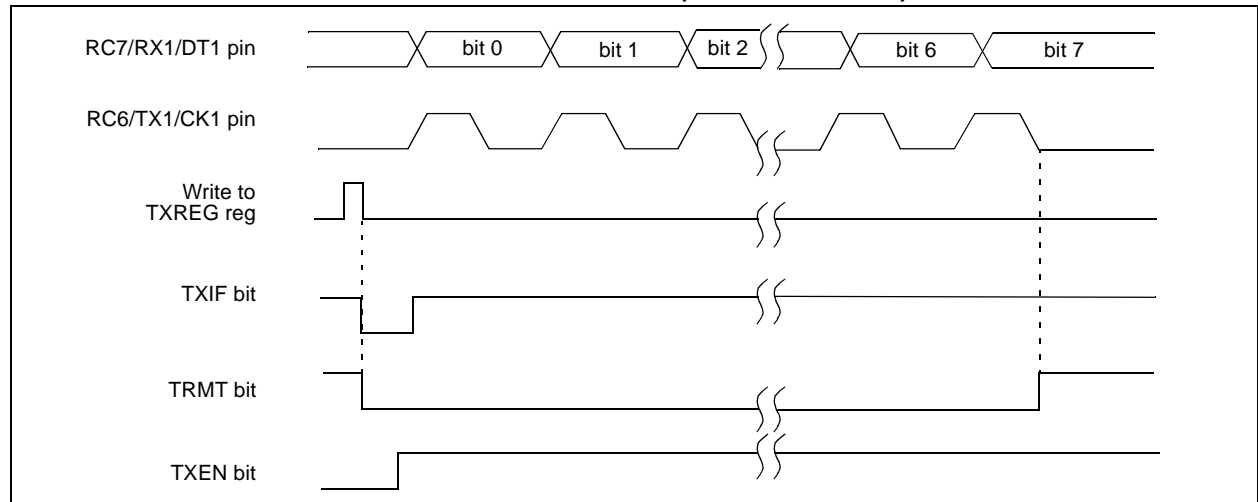 RC7/RX1/DT1 pin
bit 0
bit 1
bit 2
bit 6
bit 7
RC6/TX1/CK1 pin
Write to
TXREG reg
TXIF bit
TRMT bit
TXEN bit